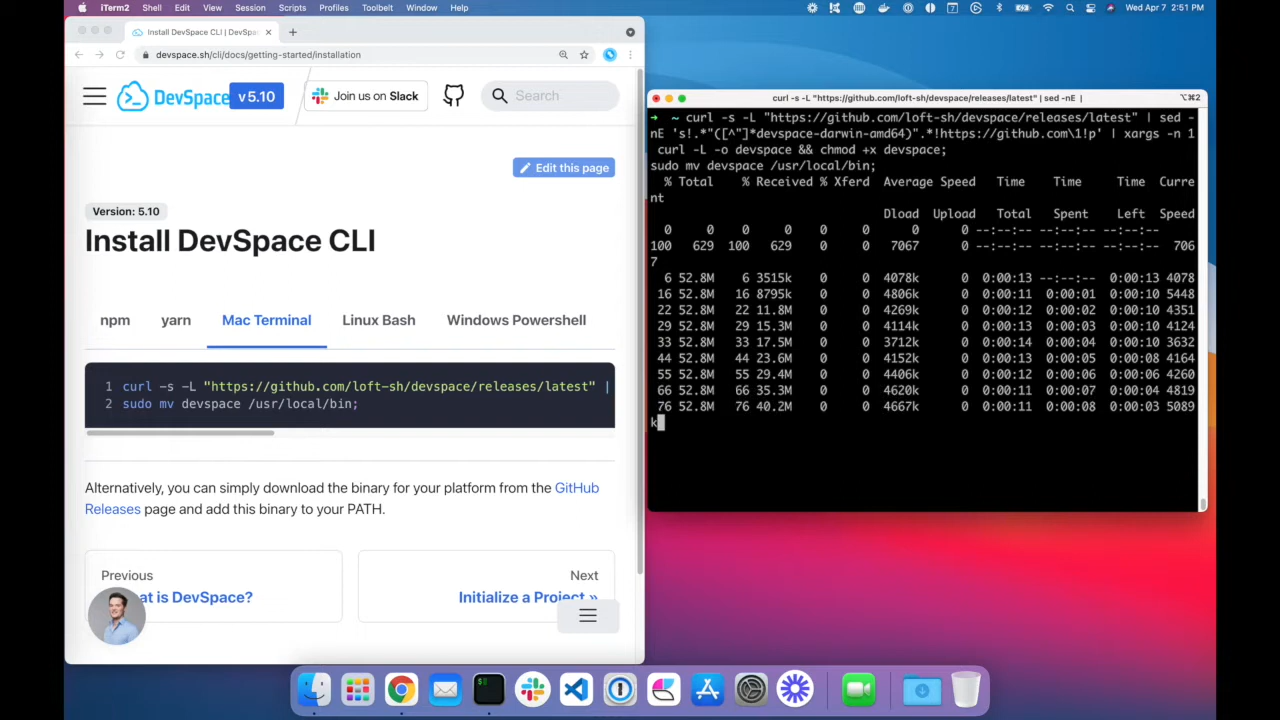 iTerm2 Shell Edit View Session Scripts Profiles Toolbelt Window Help Wed Apr 7 2:51 PM
Install DevSpace CLI | DevSpa
devspace.sh/cli/docs/getting-started/installation
DevSpace v5.10 Join us on Slack Search
Edit this page
Version: 5.10
Install DevSpace CLI
npm yarn Mac Terminal Linux Bash Windows Powershell
1 curl -s -L "https://github.com/loft-sh/devspace/releases/latest" |
2 sudo mv devspace /usr/local/bin;
Alternatively, you can simply download the binary for your platform from the GitHub
Releases page and add this binary to your PATH.
Previous
at is DevSpace?
Next
Initialize a Project »
curl -s -L "https://github.com/loft-sh/devspace/releases/latest" | sed -nE | ⌥⌘2
➜ ~ curl -s -L "https://github.com/loft-sh/devspace/releases/latest" | sed -
nE 's!.*"([^"]*devspace-darwin-amd64)".*!https://github.com\1!p' | xargs -n 1
curl -L -o devspace && chmod +x devspace;
sudo mv devspace /usr/local/bin;
% Total % Received % Xferd Average Speed Time Time Time Curre
nt
Dload Upload Total Spent Left Speed
0 0 0 0 0 0 0 0 --:--:-- --:--:-- --:--:--
100 629 100 629 0 0 7067 0 --:--:-- --:--:-- --:--:-- 706
7
6 52.8M 6 3515k 0 0 4078k 0 0:00:13 --:--:-- 0:00:13 4078
16 52.8M 16 8795k 0 0 4806k 0 0:00:11 0:00:01 0:00:10 5448
22 52.8M 22 11.8M 0 0 4269k 0 0:00:12 0:00:02 0:00:10 4351
29 52.8M 29 15.3M 0 0 4114k 0 0:00:13 0:00:03 0:00:10 4124
33 52.8M 33 17.5M 0 0 3712k 0 0:00:14 0:00:04 0:00:10 3632
44 52.8M 44 23.6M 0 0 4152k 0 0:00:13 0:00:05 0:00:08 4164
55 52.8M 55 29.4M 0 0 4406k 0 0:00:12 0:00:06 0:00:06 4260
66 52.8M 66 35.3M 0 0 4620k 0 0:00:11 0:00:07 0:00:04 4819
76 52.8M 76 40.2M 0 0 4667k 0 0:00:11 0:00:08 0:00:03 5089
k